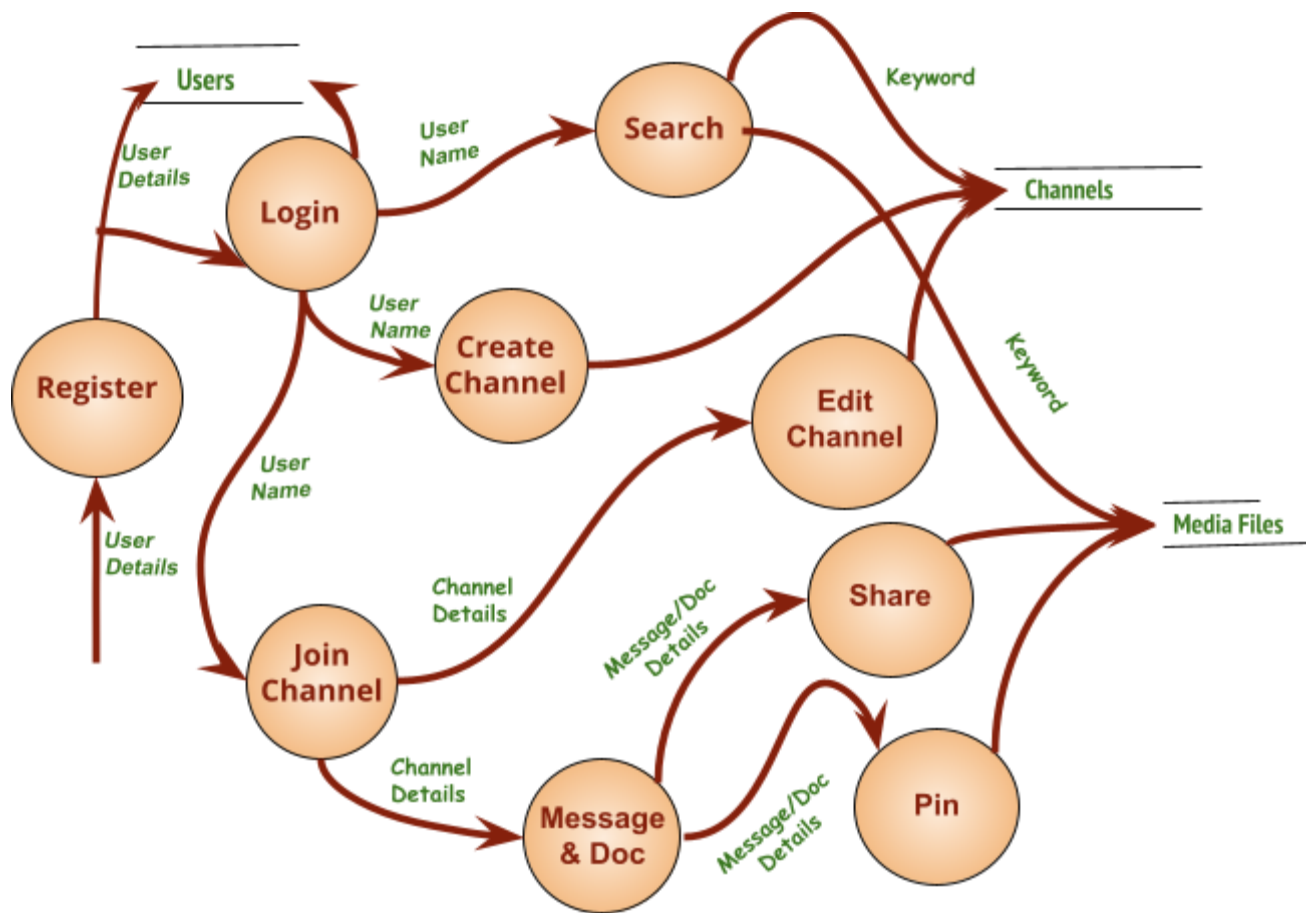 Users
User
Details
Login
User
Name
Search
Keyword
Channels
Register
User
Name
Create
Channel
Edit
Channel
Keyword
User
Name
User
Details
Media Files
Join
Channel
Channel
Details
Message/Doc
Details
Share
Channel
Details
Message
& Doc
Message/Doc
Details
Pin